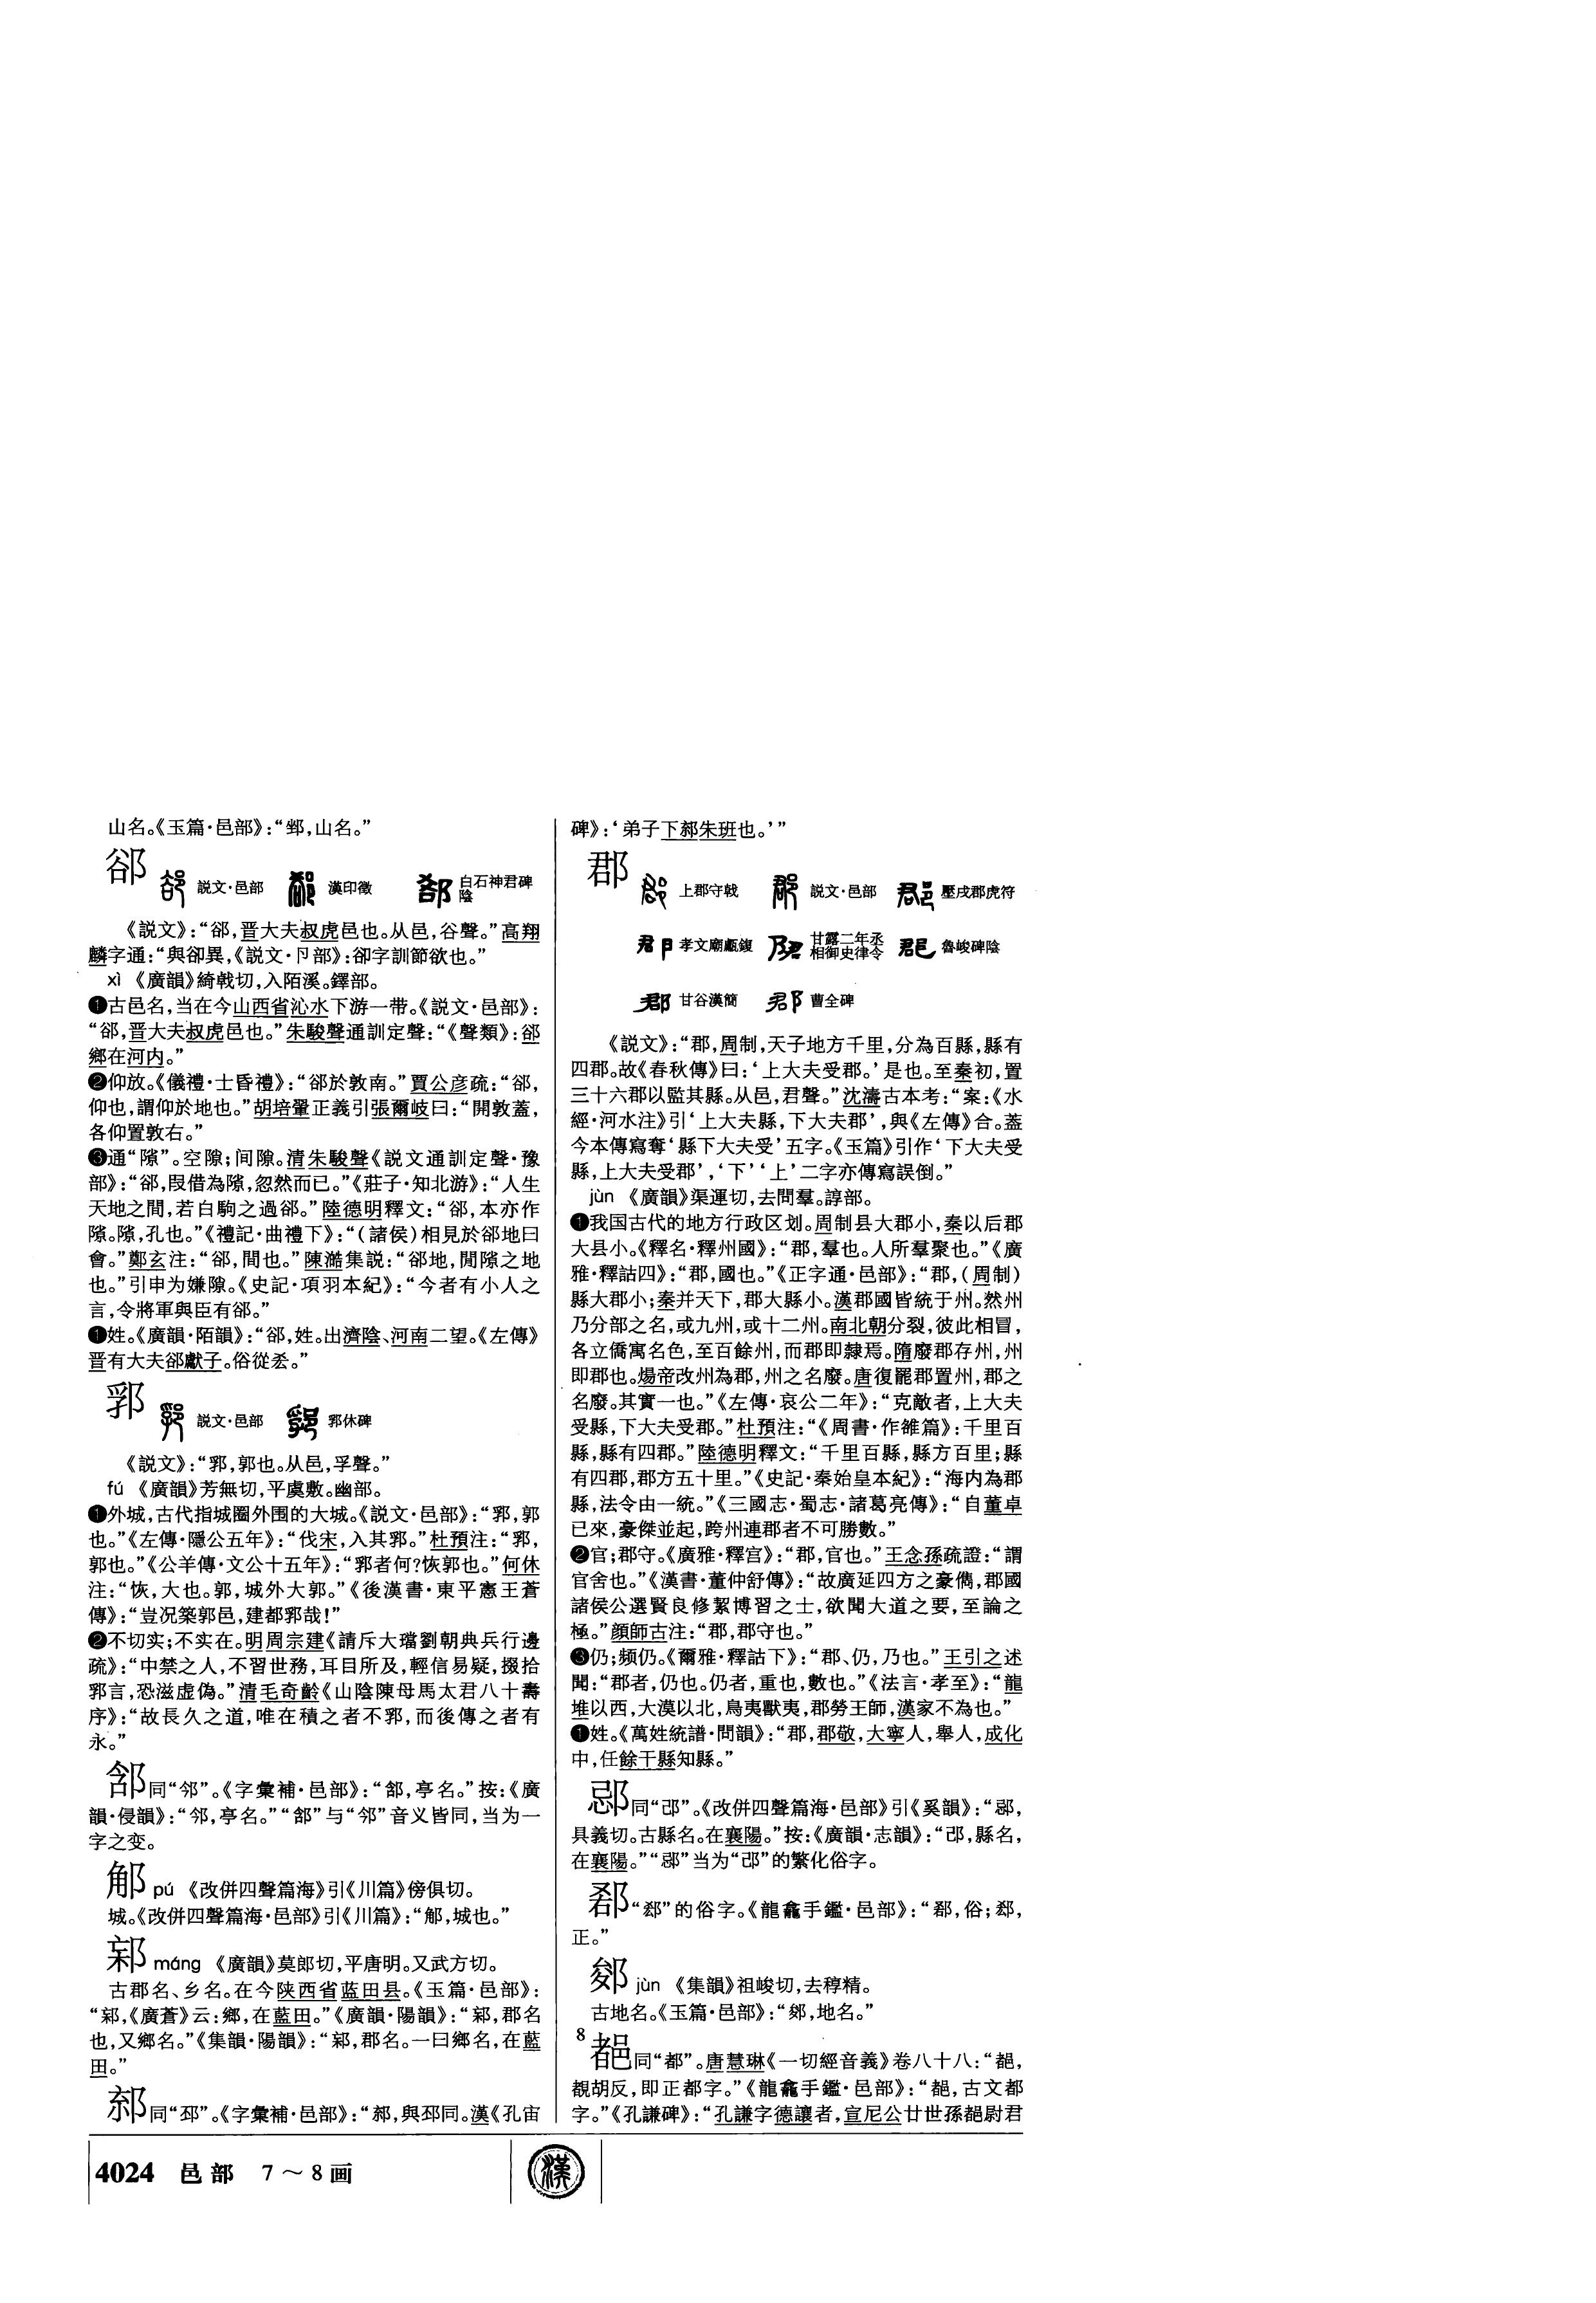 山名。《玉篇·邑部》：“䣆，山名。”
郤
説文·邑部 漢印徵 白石神君碑陰
《説文》：“郤，晋大夫叔虎邑也。从邑，谷聲。”高翔
麟字通：“與卻異，《説文·卪部》：卻字訓節欲也。”
xì 《廣韻》綺戟切，入陌溪。鐸部。
❶古邑名，当在今山西省沁水下游一带。《説文·邑部》：
“郤，晋大夫叔虎邑也。”朱駿聲通訓定聲：“《聲類》：郤
鄉在河内。”
❷仰放。《儀禮·士昏禮》：“郤於敦南。”賈公彦疏：“郤，
仰也，謂仰於地也。”胡培翬正義引張爾岐曰：“開敦蓋，
各仰置敦右。”
❸通“隙”。空隙；间隙。清朱駿聲《説文通訓定聲·豫
部》：“郤，叚借為隙，忽然而已。”《莊子·知北游》：“人生
天地之間，若白駒之過郤。”陸德明釋文：“郤，本亦作
隙。隙，孔也。”《禮記·曲禮下》：“（諸侯）相見於郤地曰
會。”鄭玄注：“郤，間也。”陳澔集説：“郤地，閒隙之地
也。”引申为嫌隙。《史記·項羽本紀》：“今者有小人之
言，令將軍與臣有郤。”
❶姓。《廣韻·陌韻》：“郤，姓。出濟陰、河南二望。《左傳》
晋有大夫郤獻子。俗從𠫤。”
郛
説文·邑部 郭休碑
《説文》：“郛，郭也。从邑，孚聲。”
fú 《廣韻》芳無切，平虞敷。幽部。
❶外城，古代指城圈外围的大城。《説文·邑部》：“郛，郭
也。”《左傳·隱公五年》：“伐宋，入其郛。”杜預注：“郛，
郭也。”《公羊傳·文公十五年》：“郛者何？恢郭也。”何休
注：“恢，大也。郭，城外大郭。”《後漢書·東平憲王蒼
傳》：“豈况築郭邑，建都郛哉！”
❷不切实；不实在。明周宗建《請斥大璫劉朝典兵行邊
疏》：“中禁之人，不習世務，耳目所及，輕信易疑，掇拾
郛言，恐滋虚偽。”清毛奇齡《山陰陳母馬太君八十壽
序》：“故長久之道，唯在積之者不郛，而後傳之者有
永。”
䣐同“邻”。《字彙補·邑部》：“䣐，亭名。”按：《廣
韻·侵韻》：“邻，亭名。”“䣐”与“邻”音义皆同，当为一
字之变。
pú 《改併四聲篇海》引《川篇》傍俱切。
城。《改併四聲篇海·邑部》引《川篇》：“，城也。”
máng 《廣韻》莫郎切，平唐明。又武方切。
古郡名、乡名。在今陕西省蓝田县。《玉篇·邑部》：
“，《廣蒼》云：鄉，在藍田。”《廣韻·陽韻》：“，郡名
也，又鄉名。”《集韻·陽韻》：“，郡名。一曰鄉名，在藍
田。”
同“邳”。《字彙補·邑部》：“，與邳同。漢《孔宙
碑》：‘弟子下朱班也。’”
郡
上郡守戟 説文·邑部 壓戌郡虎符
孝文廟甗鍑 甘露二年丞相御史律令 魯峻碑陰
甘谷漢簡 曹全碑
《説文》：“郡，周制，天子地方千里，分為百縣，縣有
四郡。故《春秋傳》曰：‘上大夫受郡。’是也。至秦初，置
三十六郡以監其縣。从邑，君聲。”沈濤古本考：“案：《水
經·河水注》引‘上大夫縣，下大夫郡’，與《左傳》合。蓋
今本傳寫奪‘縣下大夫受’五字。《玉篇》引作‘下大夫受
縣，上大夫受郡’，‘下’‘上’二字亦傳寫誤倒。”
jùn 《廣韻》渠運切，去問羣。諄部。
❶我国古代的地方行政区划。周制县大郡小，秦以后郡
大县小。《釋名·釋州國》：“郡，羣也。人所羣聚也。”《廣
雅·釋詁四》：“郡，國也。”《正字通·邑部》：“郡，（周制）
縣大郡小；秦并天下，郡大縣小。漢郡國皆統于州。然州
乃分部之名，或九州，或十二州。南北朝分裂，彼此相冒，
各立僑寓名色，至百餘州，而郡即隸焉。隋廢郡存州，州
即郡也。煬帝改州為郡，州之名廢。唐復罷郡置州，郡之
名廢。其實一也。”《左傳·哀公二年》：“克敵者，上大夫
受縣，下大夫受郡。”杜預注：“《周書·作雒篇》：千里百
縣，縣有四郡。”陸德明釋文：“千里百縣，縣方百里；縣
有四郡，郡方五十里。”《史記·秦始皇本紀》：“海内為郡
縣，法令由一統。”《三國志·蜀志·諸葛亮傳》：“自董卓
已來，豪傑並起，跨州連郡者不可勝數。”
❷官；郡守。《廣雅·釋宫》：“郡，官也。”王念孫疏證：“謂
官舍也。”《漢書·董仲舒傳》：“故廣延四方之豪儁，郡國
諸侯公選賢良修絜博習之士，欲聞大道之要，至論之
極。”顔師古注：“郡，郡守也。”
❸仍；频仍。《爾雅·釋詁下》：“郡、仍，乃也。”王引之述
聞：“郡者，仍也。仍者，重也，數也。”《法言·孝至》：“龍
堆以西，大漠以北，鳥夷獸夷，郡勞王師，漢家不為也。”
❶姓。《萬姓統譜·問韻》：“郡，郡敬，大寧人，舉人，成化
中，任餘干縣知縣。”
同“邔”。《改併四聲篇海·邑部》引《奚韻》：“，
具義切。古縣名。在襄陽。”按：《廣韻·志韻》：“邔，縣名，
在襄陽。”“”当为“邔”的繁化俗字。
“郄”的俗字。《龍龕手鑑·邑部》：“，俗；郄，
正。”
jùn 《集韻》祖峻切，去稕精。
古地名。《玉篇·邑部》：“，地名。”
8
同“都”。唐慧琳《一切經音義》卷八十八：“，
覩胡反，即正都字。”《龍龕手鑑·邑部》：“，古文都
字。”《孔謙碑》：“孔謙字德讓者，宣尼公廿世孫尉君
4024 邑部 7～8画
漢